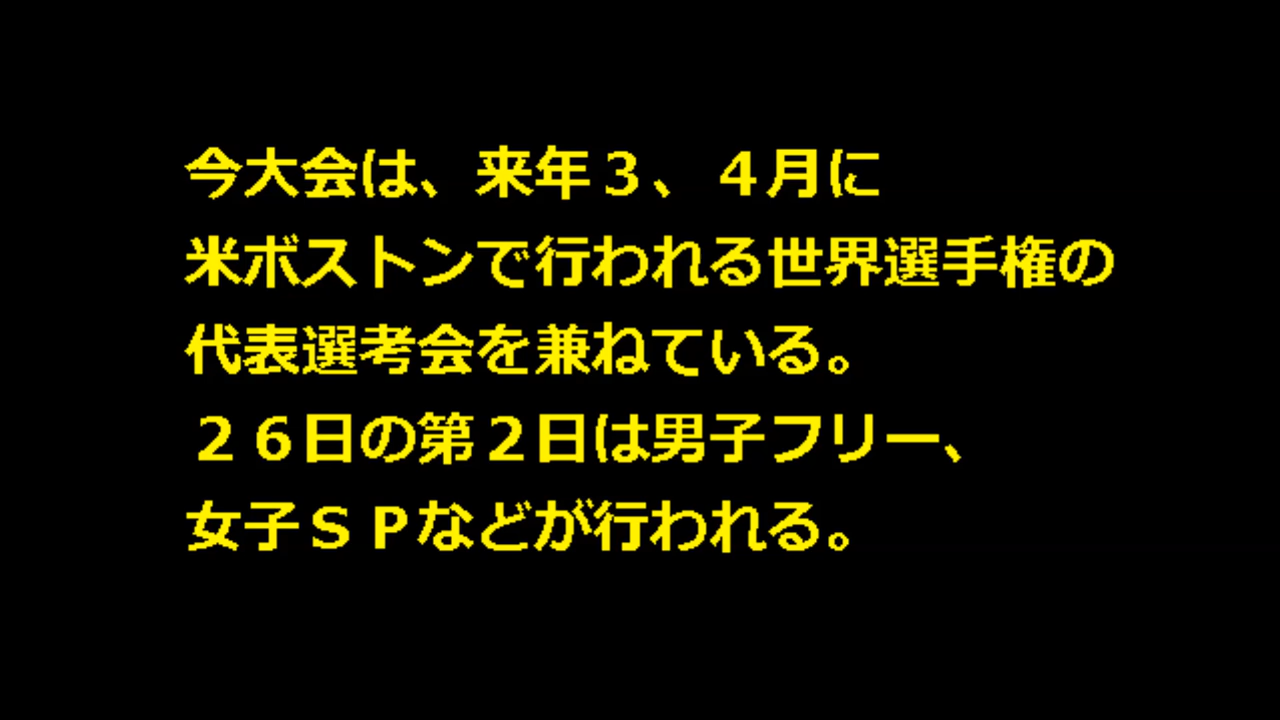 今大会は、来年３、４月に
米ボストンで行われる世界選手権の
代表選考会を兼ねている。
２６日の第２日は男子フリー、
女子ＳＰなどが行われる。